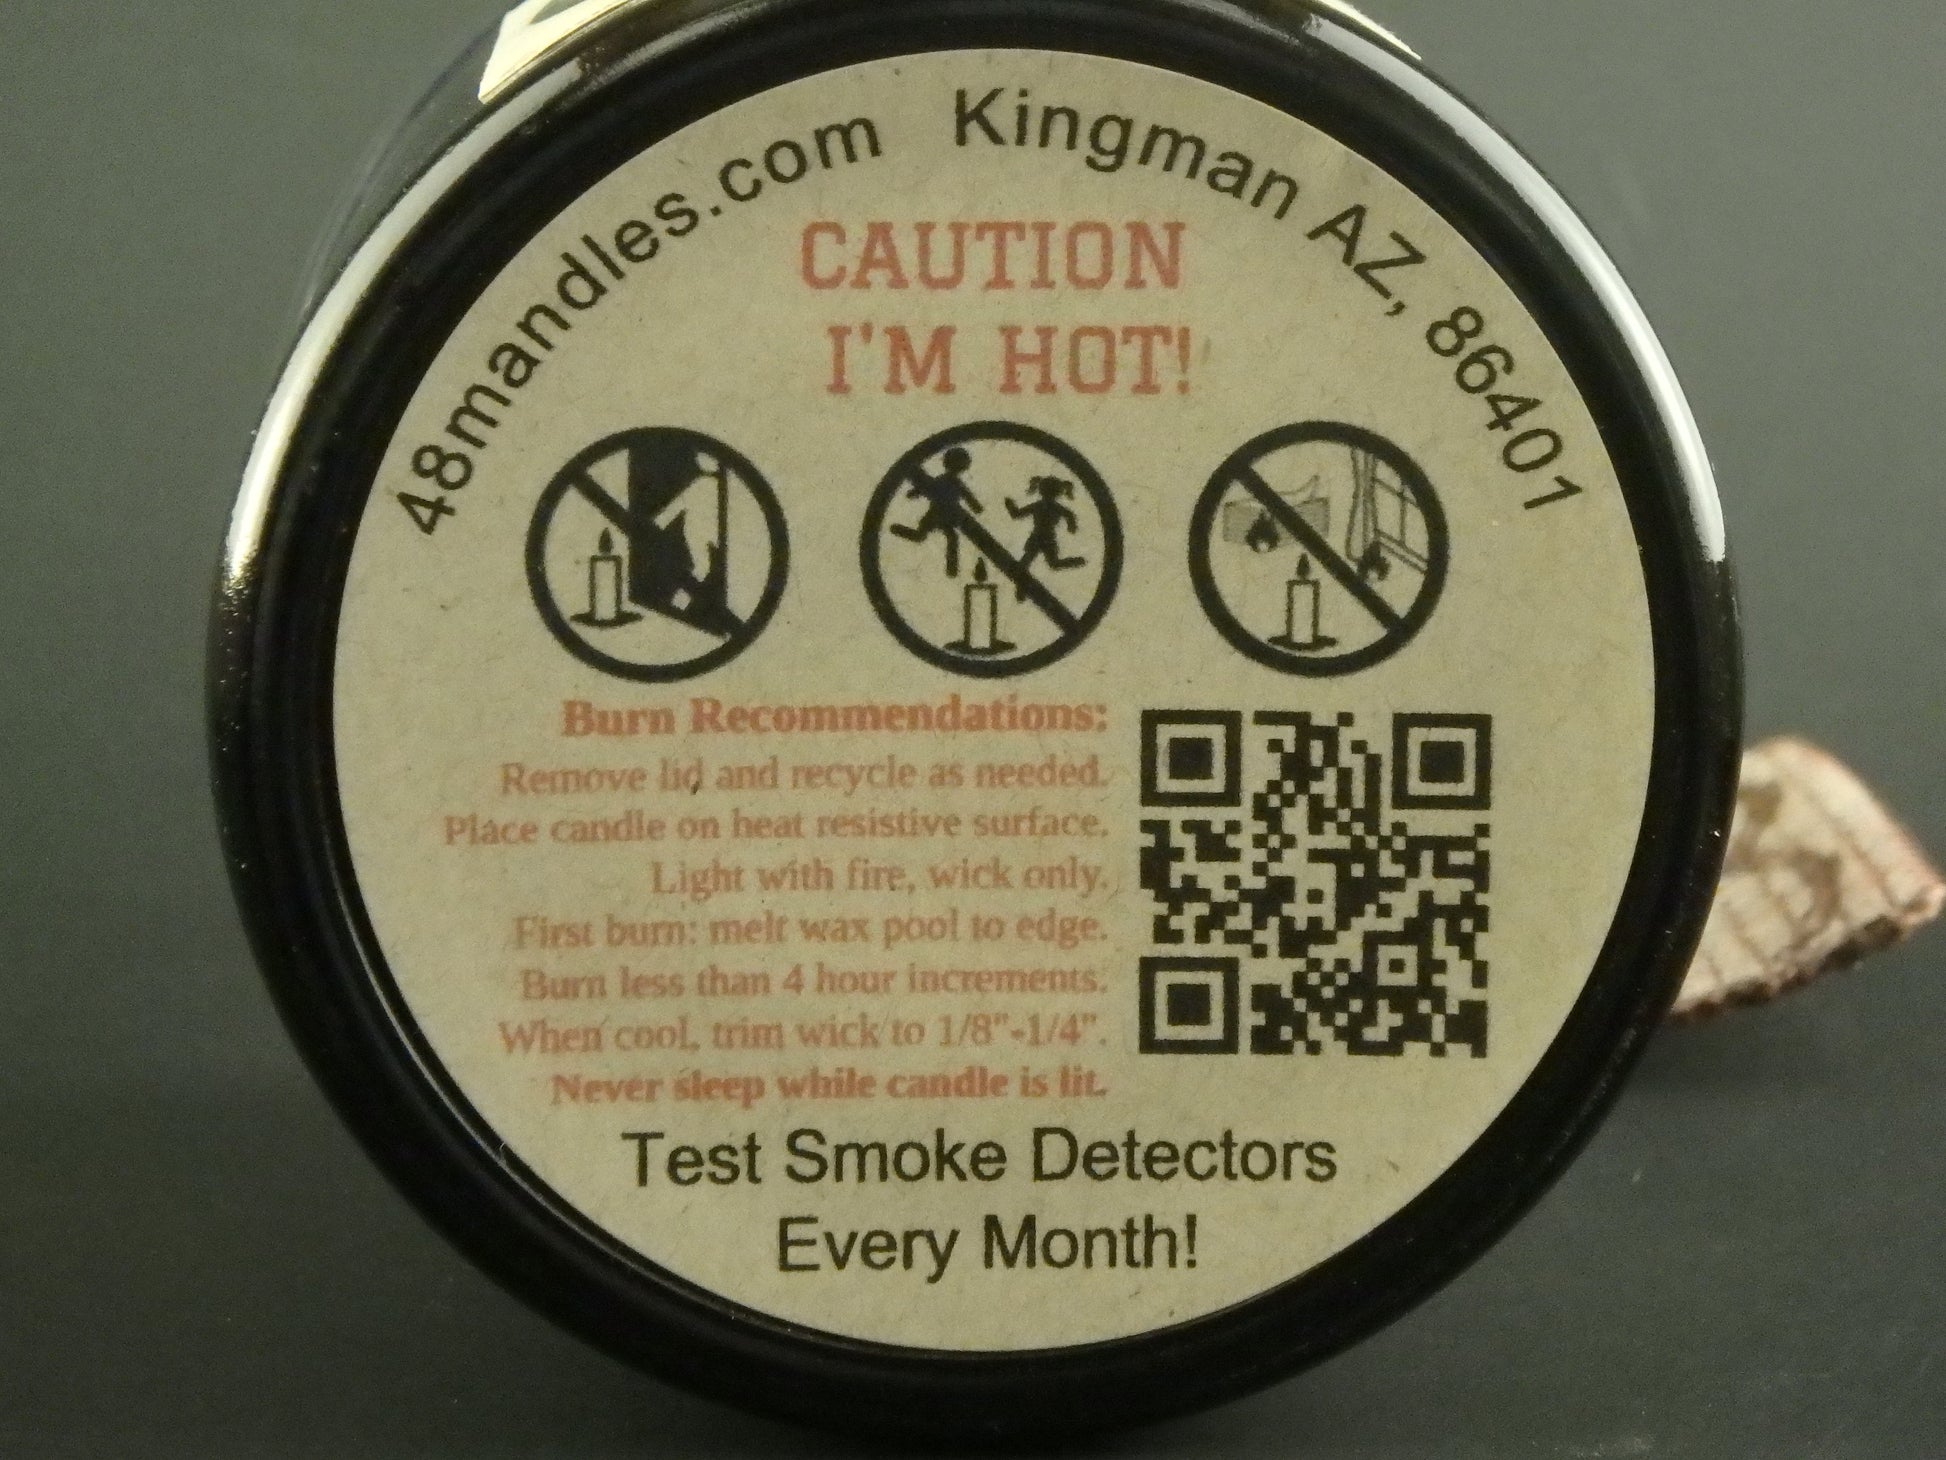 48mandles.com Kingman AZ, 86401
CAUTION
I'M HOT!
Burn Recommendations:
Remove lid and recycle as needed.
Place candle on heat resistive surface.
Light with fire, wick only.
First burn: melt wax pool to edge.
Burn less than 4 hour increments.
When cool, trim wick to 1/8"-1/4".
Never sleep while candle is lit.
Test Smoke Detectors
Every Month!